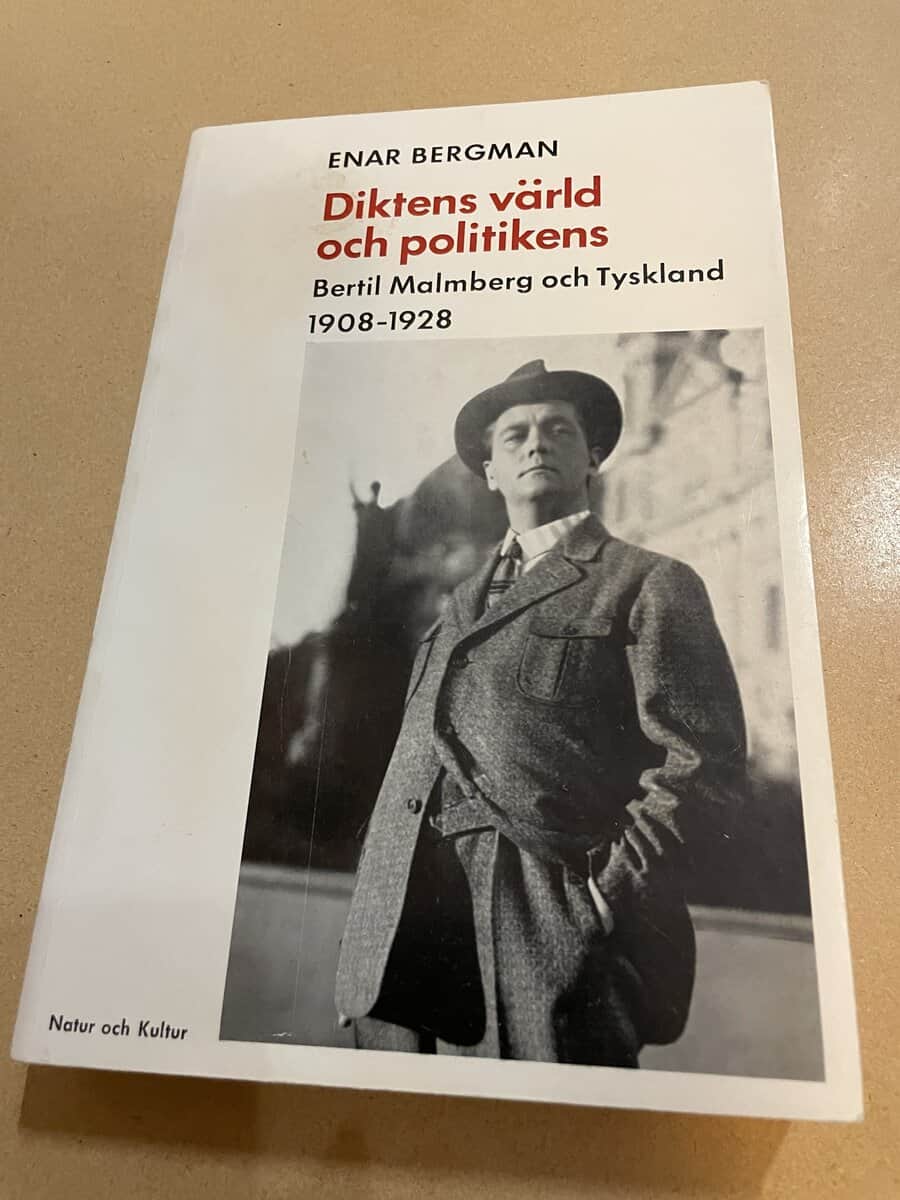 ENAR BERGMAN
Diktens värld
och politikens
Bertil Malmberg och Tyskland
1908-1928
Natur och Kultur